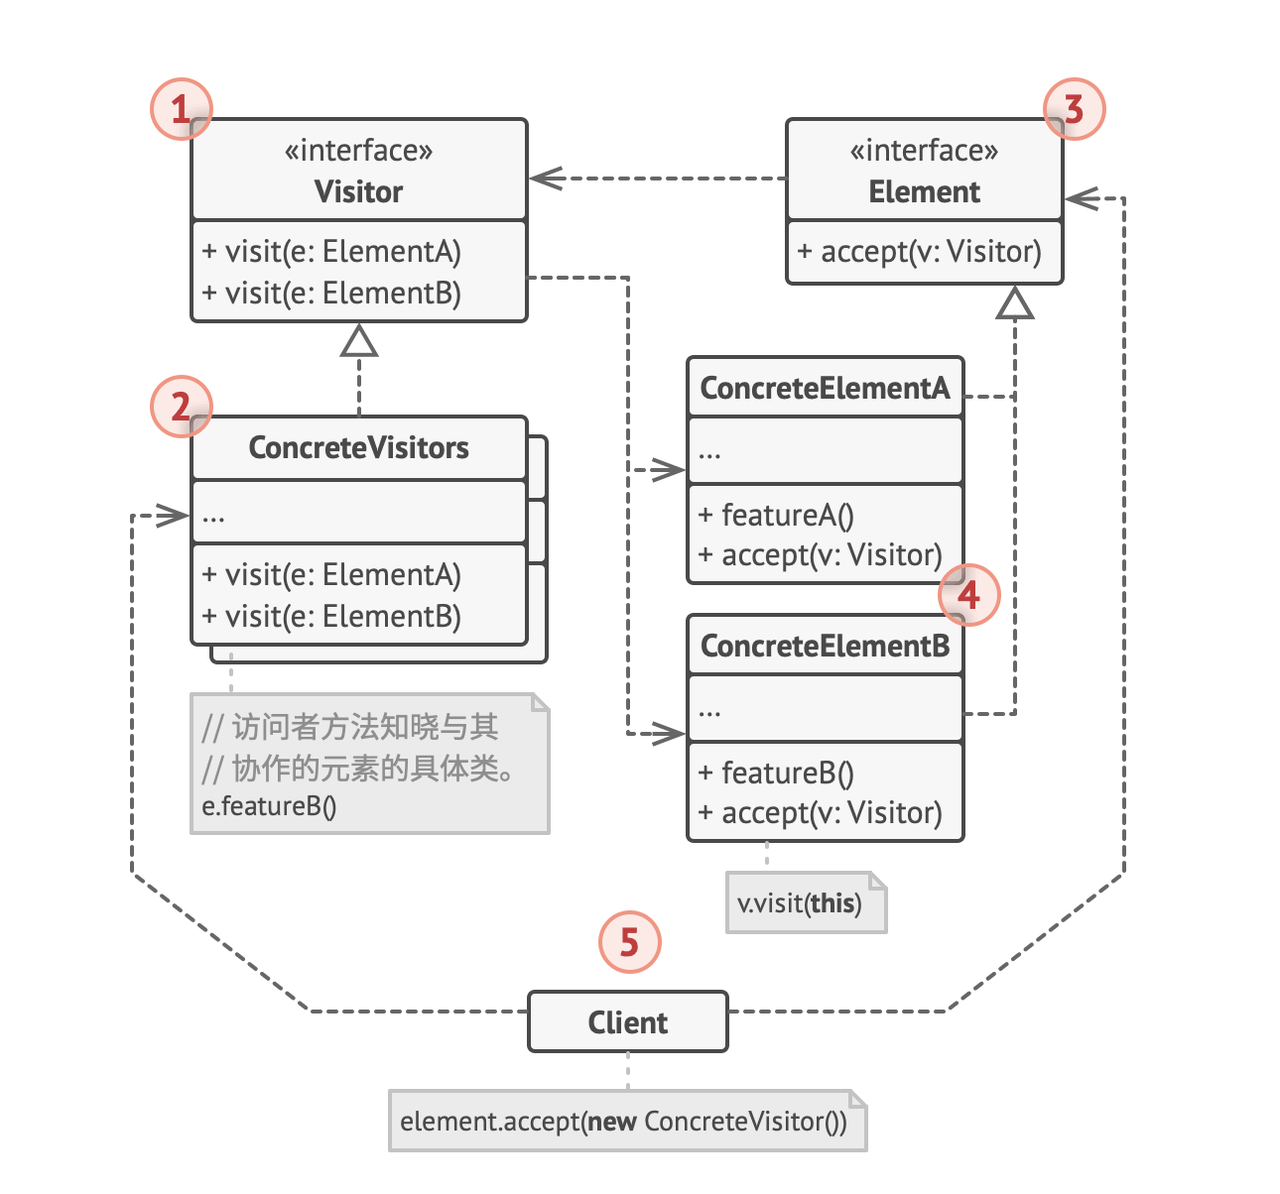 1
«interface»
Visitor
+ visit(e: ElementA)
+ visit(e: ElementB)
3
«interface»
Element
+ accept(v: Visitor)
2
ConcreteVisitors
...
+ visit(e: ElementA)
+ visit(e: ElementB)
// 访问者方法知晓与其
// 协作的元素的具体类。
e.featureB()
ConcreteElementA
...
+ featureA()
+ accept(v: Visitor)
4
ConcreteElementB
...
+ featureB()
+ accept(v: Visitor)
v.visit(this)
5
Client
element.accept(new ConcreteVisitor())